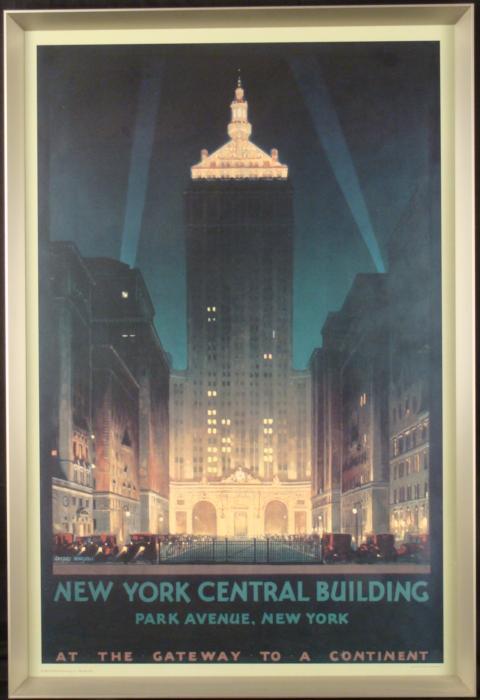 NEW YORK CENTRAL BUILDING
PARK AVENUE, NEW YORK
AT THE GATEWAY TO A CONTINENT